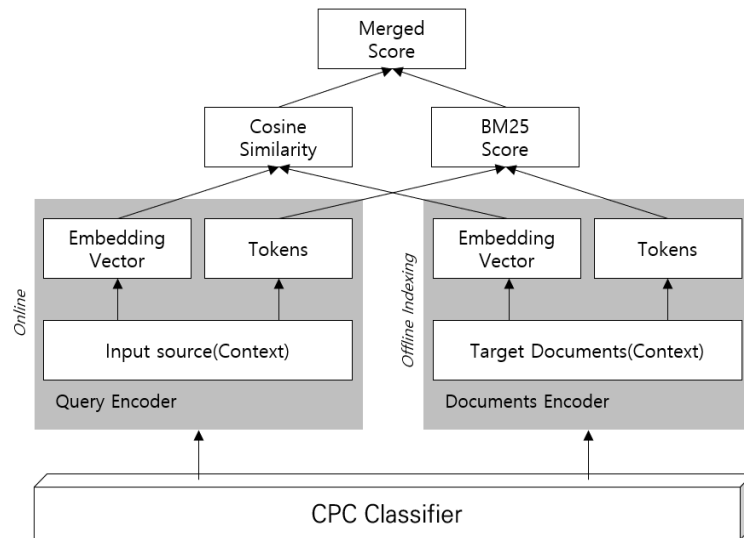 Merged
Score
Cosine
Similarity
BM25
Score
Embedding
Vector
Tokens
Embedding
Vector
Tokens
Online
Offline Indexing
Input source(Context)
Target Documents(Context)
Query Encoder
Documents Encoder
CPC Classifier